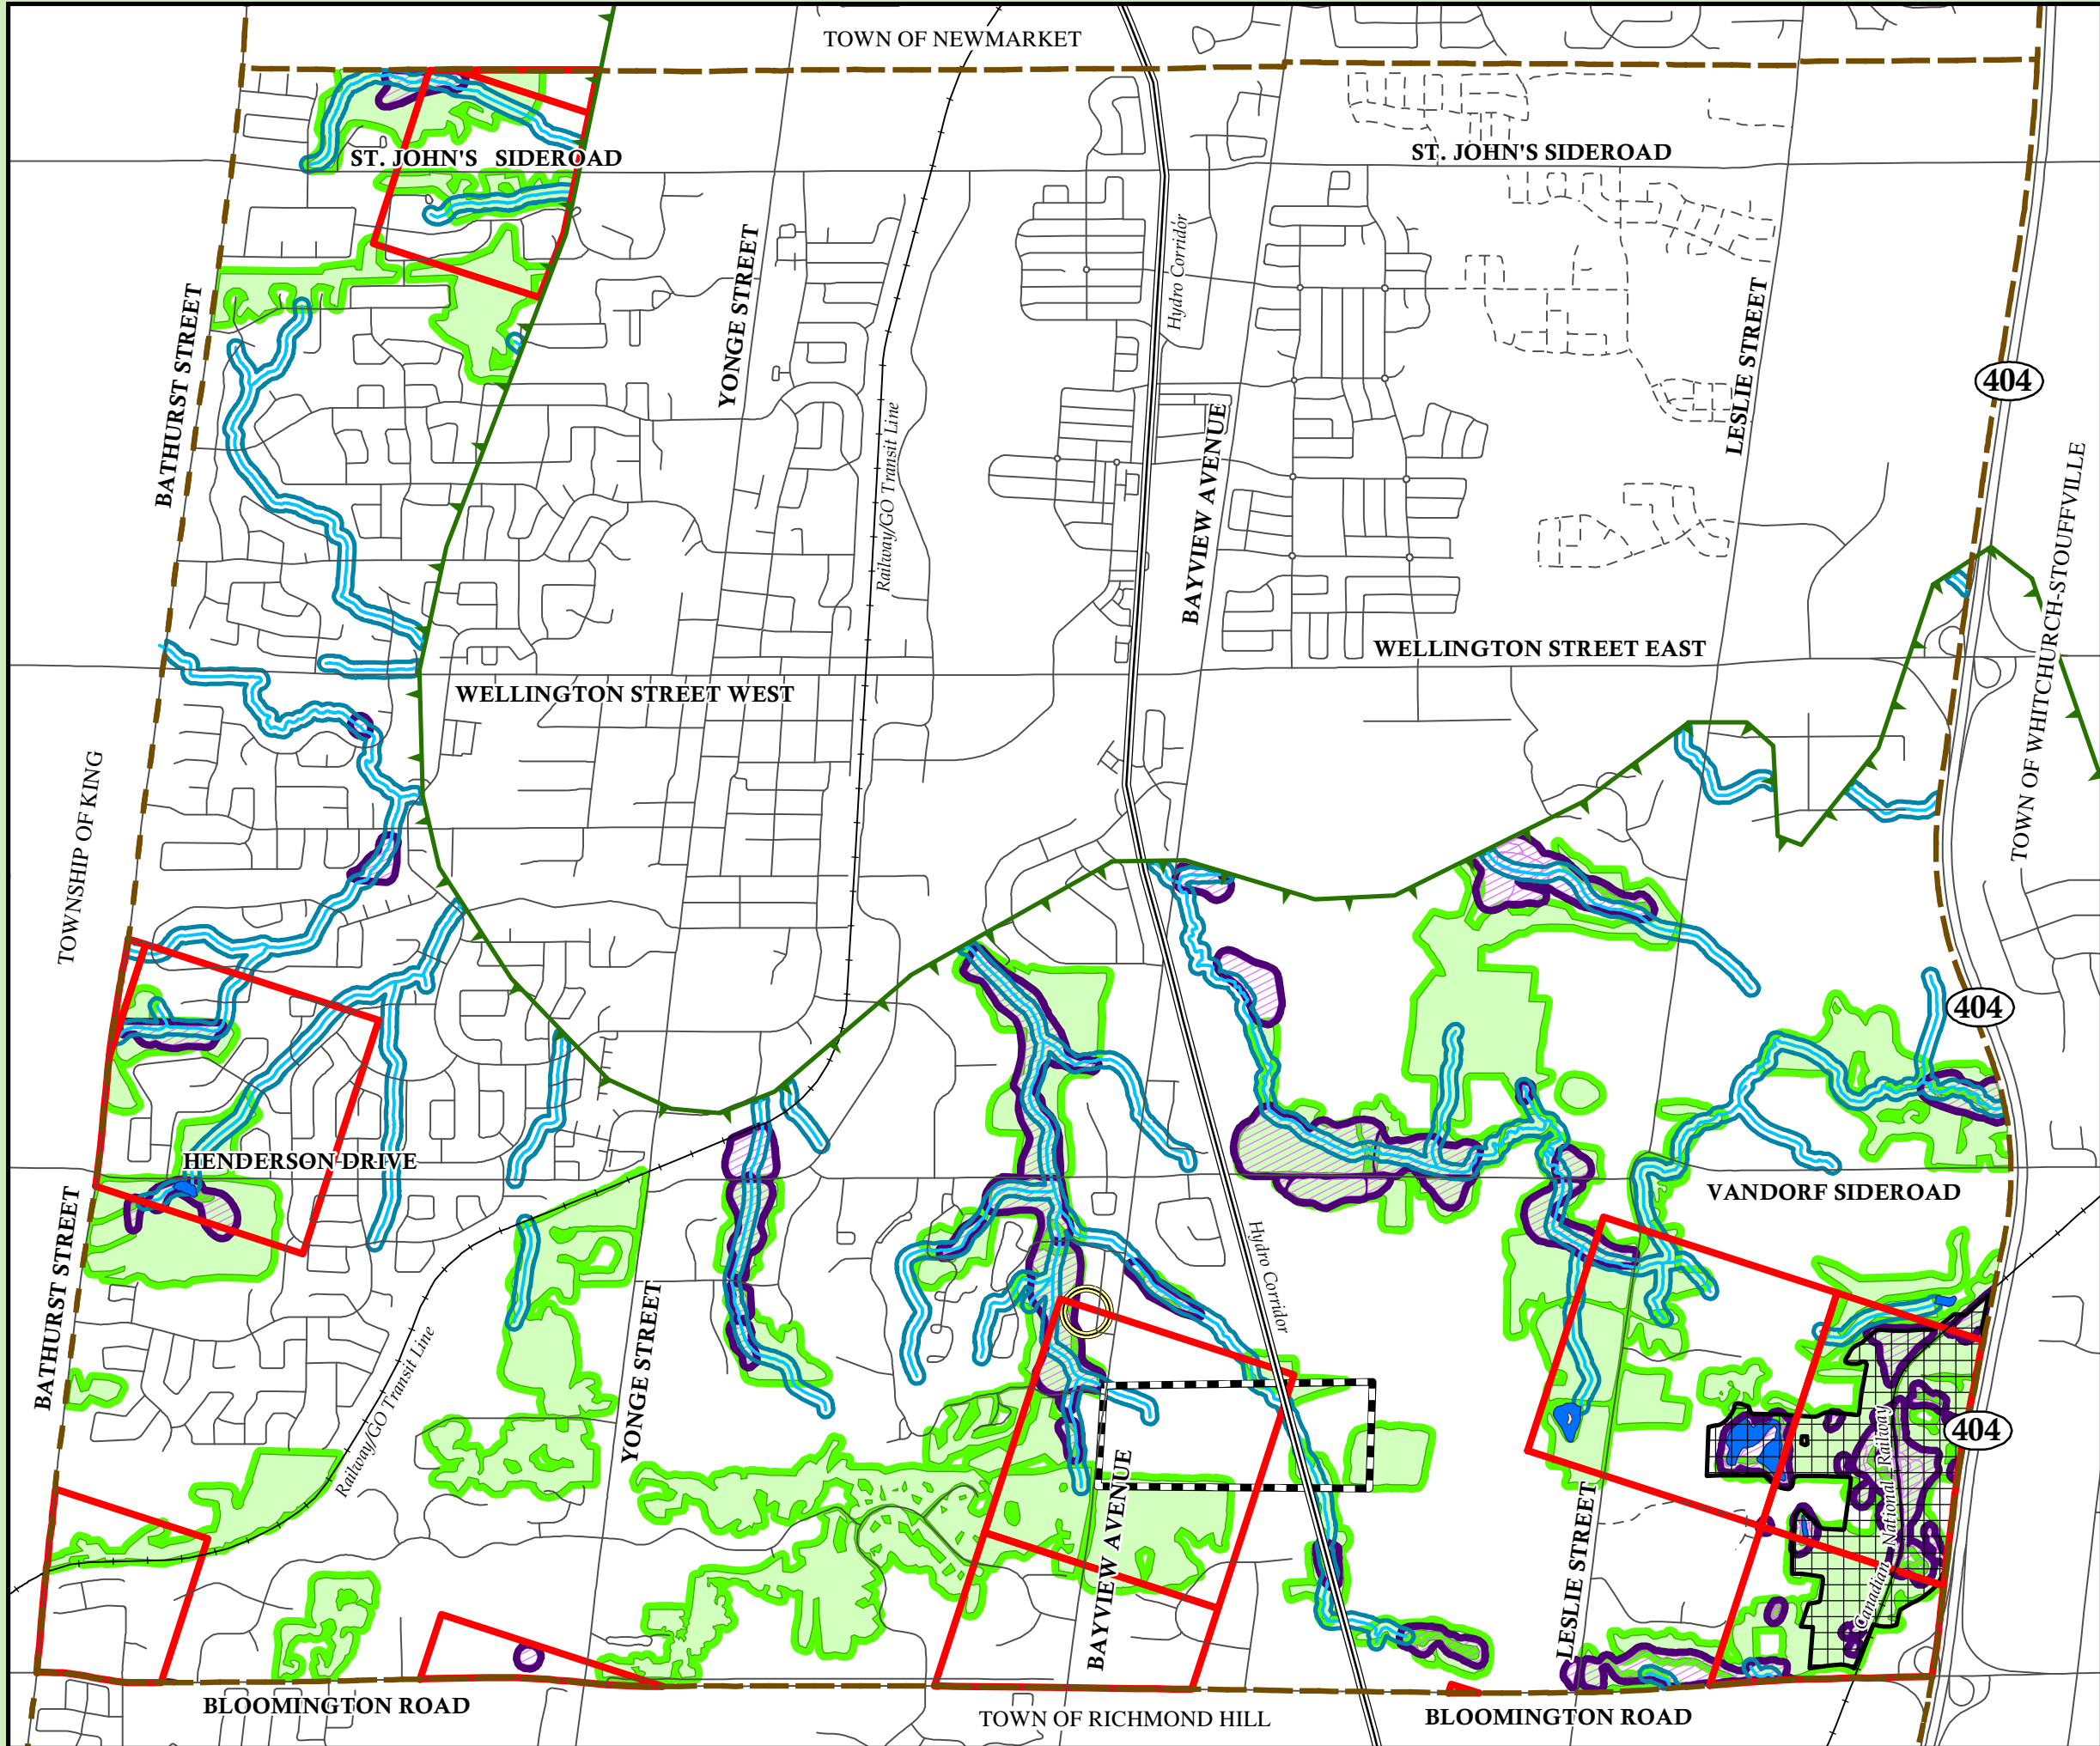 TOWN OF NEWMARKET
ST. JOHN'S SIDEROAD
ST. JOHN'S SIDEROAD
Hydro Corridor
YONGE STREET
BATHURST STREET
LESLIE STREET
404
Railway/GO Transit Line
BAYVIEW AVENUE
TOWN OF WHITCHURCH-STOUFFVILLE
WELLINGTON STREET EAST
WELLINGTON STREET WEST
TOWNSHIP OF KING
404
HENDERSON DRIVE
VANDORF SIDEROAD
BATHURST STREET
Hydro Corridor
YONGE STREET
Railway/GO Transit Line
404
Canadian National Railway
BAYVIEW AVENUE
LESLIE STREET
BLOOMINGTON ROAD
TOWN OF RICHMOND HILL
BLOOMINGTON ROAD